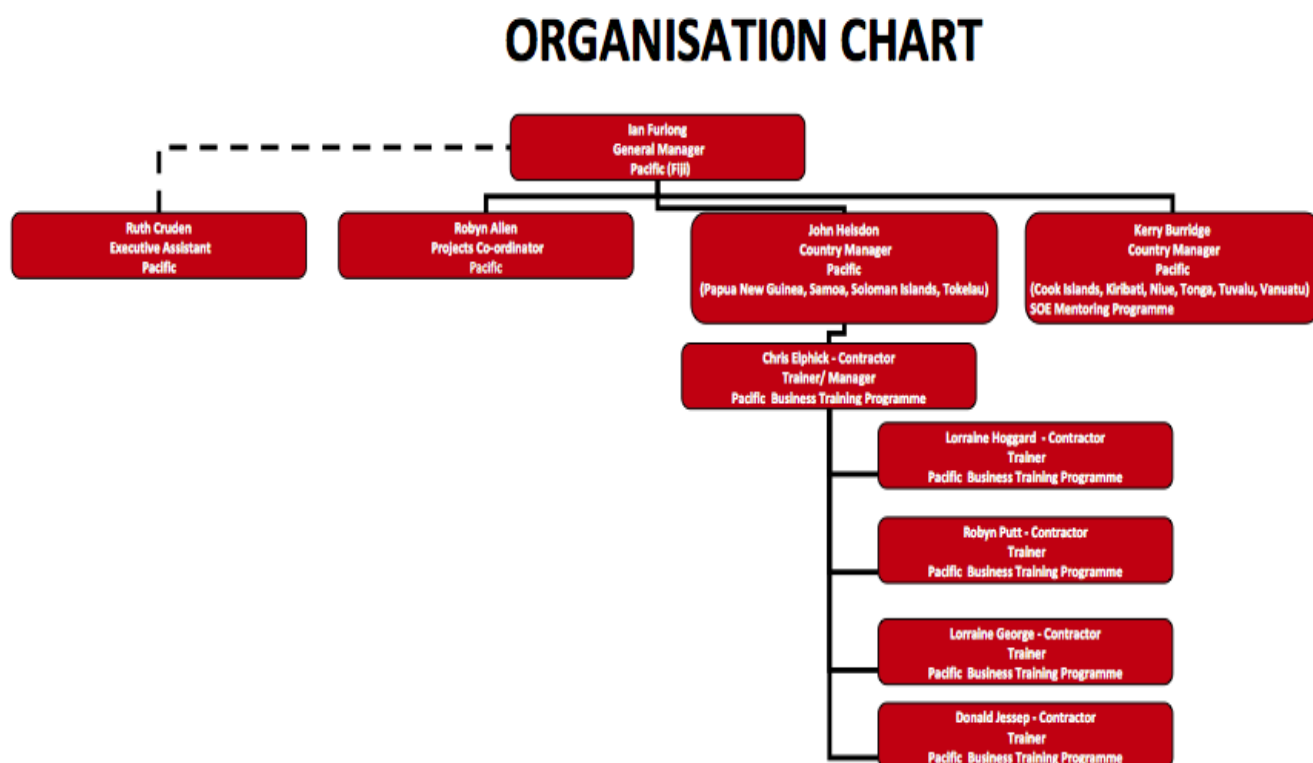 ORGANISATION CHART
Ian Furlong
General Manager
Pacific (Fiji)
Ruth Cruden
Executive Assistant
Pacific
Robyn Allen
Projects Co-ordinator
Pacific
John Helsdon
Country Manager
Pacific
(Papua New Guinea, Samoa, Soloman Islands, Tokelau)
Kerry Burridge
Country Manager
Pacific
(Cook Islands, Kiribati, Niue, Tonga, Tuvalu, Vanuatu)
SOE Mentoring Programme
Chris Elphick - Contractor
Trainer/ Manager
Pacific Business Training Programme
Lorraine Hoggard - Contractor
Trainer
Pacific Business Training Programme
Robyn Putt - Contractor
Trainer
Pacific Business Training Programme
Lorraine George - Contractor
Trainer
Pacific Business Training Programme
Donald Jessep - Contractor
Trainer
Pacific Business Training Programme